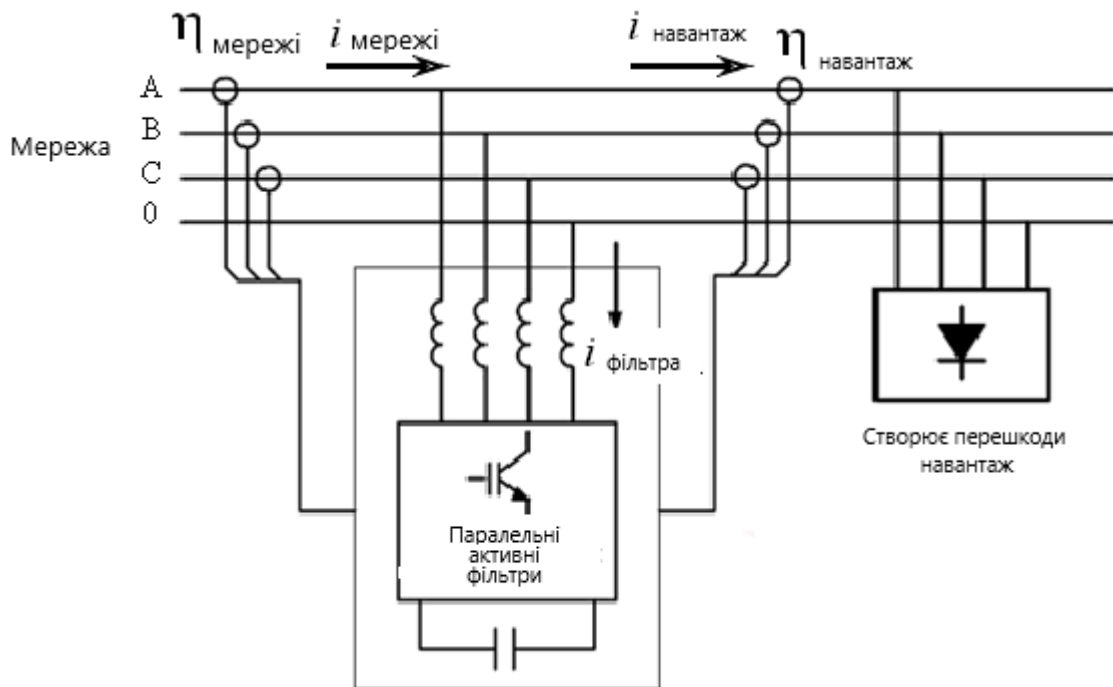 η мережі i мережі i навантаж η навантаж
A
B
Мережа
C
0
i фільтра
Створює перешкоди
навантаж
Паралельні
активні
фільтри